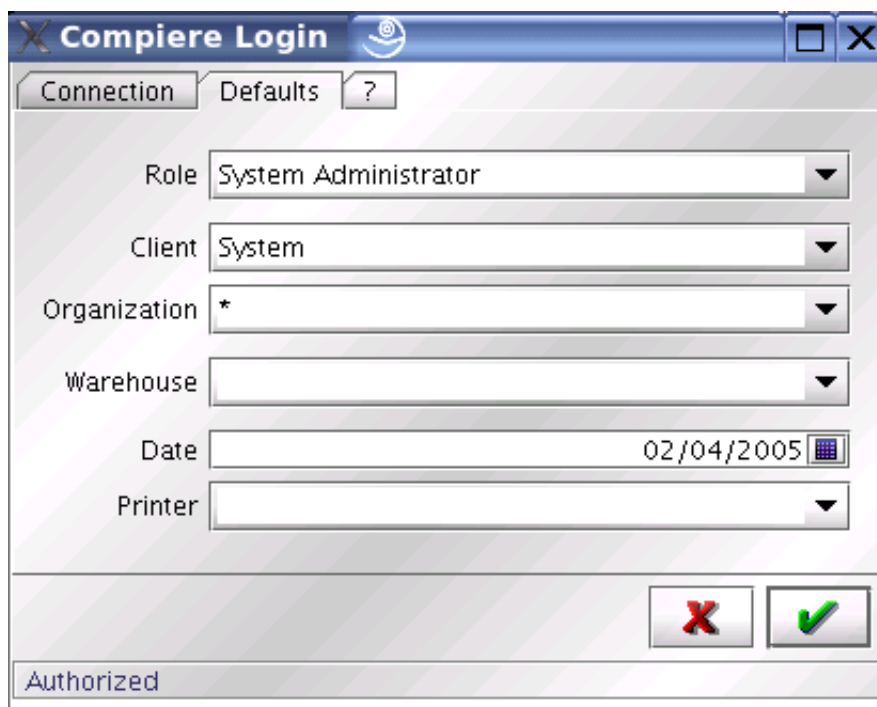 Compiere Login
Connection Defaults ?
Role System Administrator
Client System
Organization *
Warehouse
Date 02/04/2005
Printer
Authorized